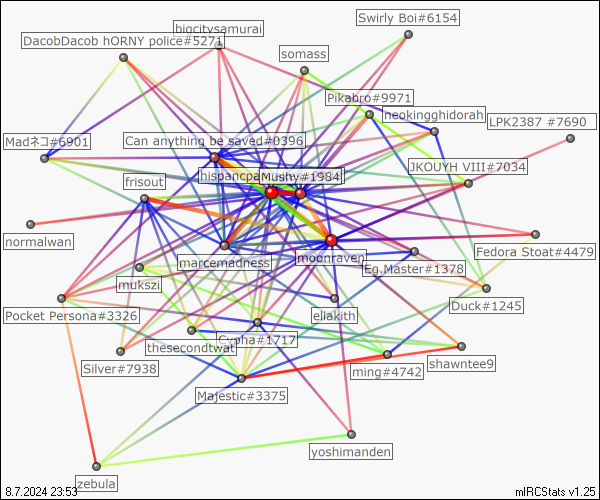 Swirly Boi#6154
bigcitysamurai
DacobDacob hORNY police#5271
somass
Pikabro#9971
neokingghidorah
LPK2387 #7690
Madネコ#6901
Can anything be saved#0396
JKOUYH VIII#7034
Mushy#1984
frisout
normalwan
marcemadness
moonraven
Fedora Stoat#4479
Eg.Master#1378
mukszi
Duck#1245
eliakith
Pocket Persona#3326
Cypha#1717
thesecondtwat
Silver#7938
ming#4742
shawntee9
Majestic#3375
yoshimanden
zebula
8.7.2024 23:53
mIRCStats v1.25